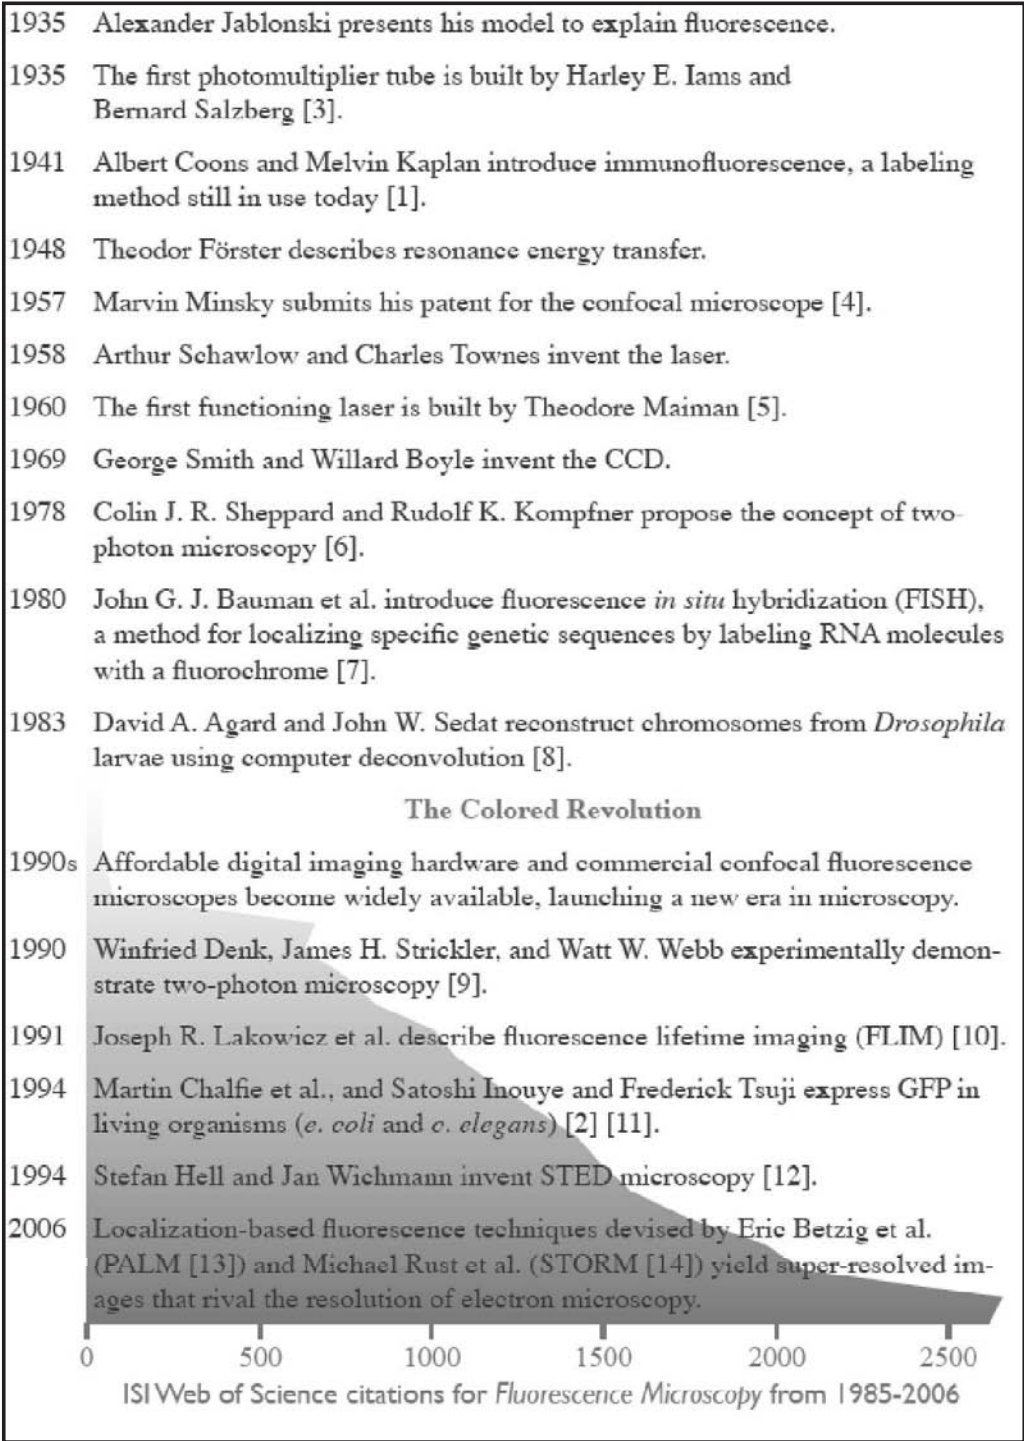 1935 Alexander Jablonski presents his model to explain fluorescence.
1935 The first photomultiplier tube is built by Harley E. Iams and
Bernard Salzberg [3].
1941 Albert Coons and Melvin Kaplan introduce immunofluorescence, a labeling
method still in use today [1].
1948 Theodor Förster describes resonance energy transfer.
1957 Marvin Minsky submits his patent for the confocal microscope [4].
1958 Arthur Schawlow and Charles Townes invent the laser.
1960 The first functioning laser is built by Theodore Maiman [5].
1969 George Smith and Willard Boyle invent the CCD.
1978 Colin J. R. Sheppard and Rudolf K. Kompfner propose the concept of two-
photon microscopy [6].
1980 John G. J. Bauman et al. introduce fluorescence in situ hybridization (FISH),
a method for localizing specific genetic sequences by labeling RNA molecules
with a fluorochrome [7].
1983 David A. Agard and John W. Sedat reconstruct chromosomes from Drosophila
larvae using computer deconvolution [8].
The Colored Revolution
1990s Affordable digital imaging hardware and commercial confocal fluorescence
microscopes become widely available, launching a new era in microscopy.
1990 Winfried Denk, James H. Strickler, and Watt W. Webb experimentally demon-
strate two-photon microscopy [9].
1991 Joseph R. Lakowicz et al. describe fluorescence lifetime imaging (FLIM) [10].
1994 Martin Chalfie et al., and Satoshi Inouye and Frederick Tsuji express GFP in
living organisms (e. coli and c. elegans) [2] [11].
1994 Stefan Hell and Jan Wichmann invent STED microscopy [12].
2006 Localization-based fluorescence techniques devised by Eric Betzig et al.
(PALM [13]) and Michael Rust et al. (STORM [14]) yield super-resolved im-
ages that rival the resolution of electron microscopy.
0 500 1000 1500 2000 2500
ISI Web of Science citations for Fluorescence Microscopy from 1985-2006